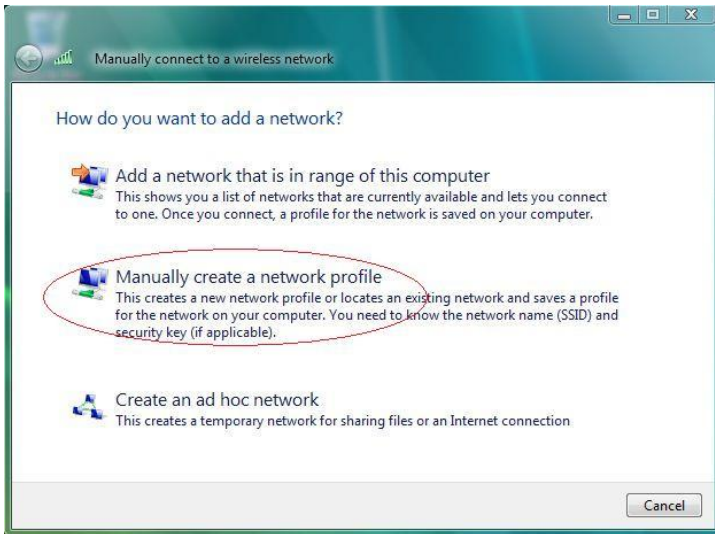 Manually connect to a wireless network
How do you want to add a network?
Add a network that is in range of this computer
This shows you a list of networks that are currently available and lets you connect
to one. Once you connect, a profile for the network is saved on your computer.
Manually create a network profile
This creates a new network profile or locates an existing network and saves a profile
for the network on your computer. You need to know the network name (SSID) and
security key (if applicable).
Create an ad hoc network
This creates a temporary network for sharing files or an Internet connection
Cancel